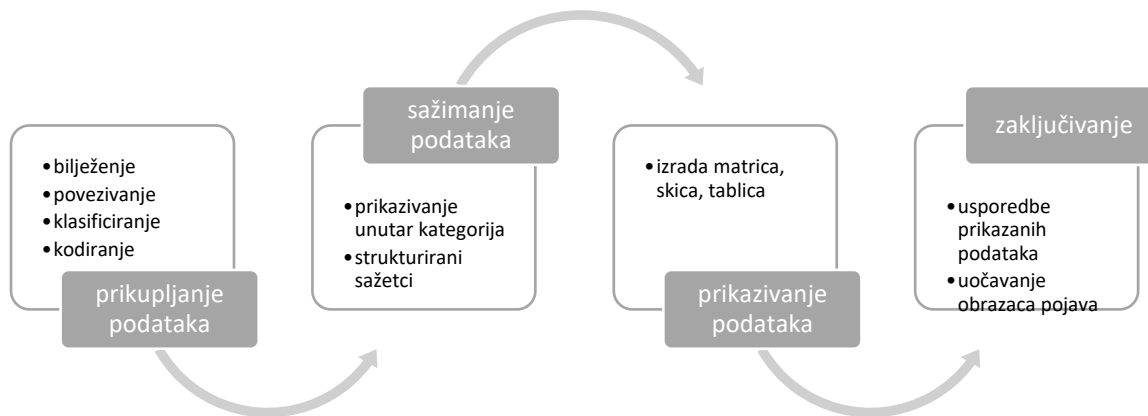 •bilježenje
•povezivanje
•klasificiranje
•kodiranje
prikupljanje
podataka
sažimanje
podataka
•prikazivanje
unutar kategorija
•strukturirani
sažetci
•izrada matrica,
skica, tablica
prikazivanje
podataka
zaključivanje
•usporedbe
prikazanih
podataka
•uočavanje
obrazaca pojava